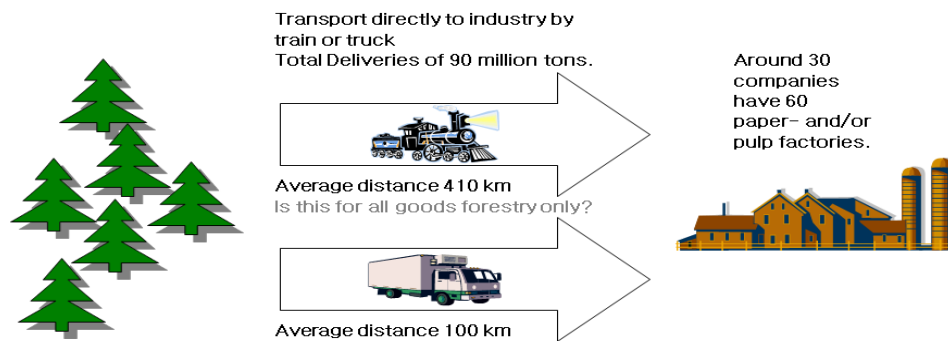 Transport directly to industry by
train or truck
Total Deliveries of 90 million tons.
Around 30
companies
have 60
paper- and/or
pulp factories.
Average distance 410 km
Is this for all goods forestry only?
Average distance 100 km